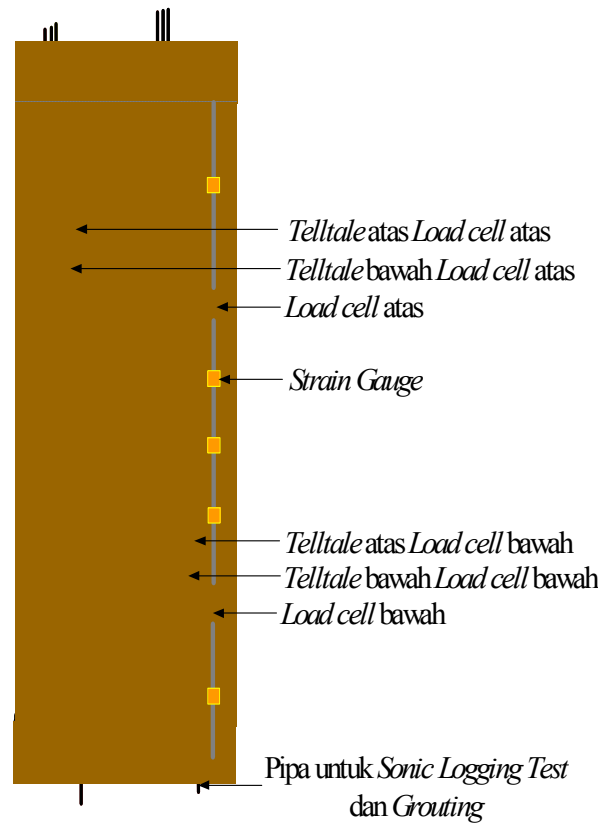 Telltale atas Load cell atas
Telltale bawah Load cell atas
Load cell atas
Strain Gauge
Telltale atas Load cell bawah
Telltale bawah Load cell bawah
Load cell bawah
Pipa untuk Sonic Logging Test
dan Grouting